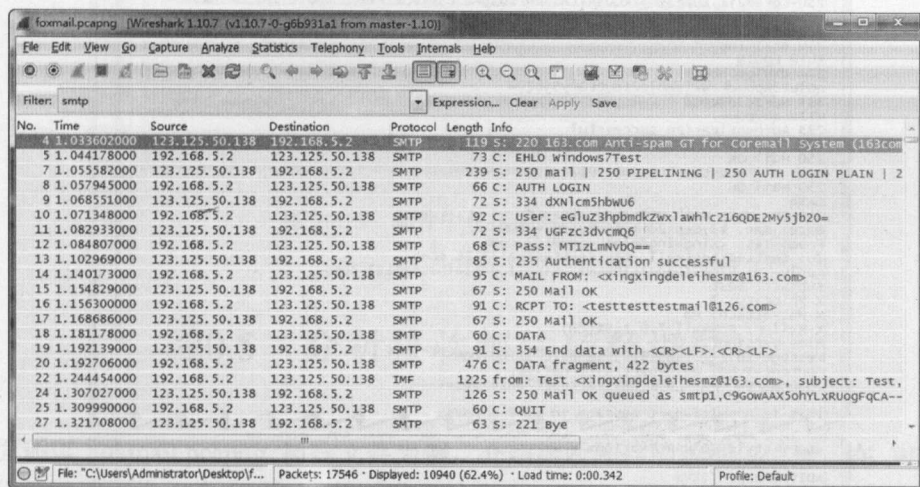 foxmail.pcapng [Wireshark 1.10.7 (v1.10.7-0-g6b931a1 from master-1.10)]
File Edit View Go Capture Analyze Statistics Telephony Tools Internals Help
Filter: smtp Expression... Clear Apply Save
No. Time Source Destination Protocol Length Info
4 1.033602000 123.125.50.138 192.168.5.2 SMTP 119 S: 220 163.com Anti-spam GT for Coremail System (163com
5 1.044178000 192.168.5.2 123.125.50.138 SMTP 73 C: EHLO Windows7Test
7 1.055582000 123.125.50.138 192.168.5.2 SMTP 239 S: 250 mail | 250 PIPELINING | 250 AUTH LOGIN PLAIN | 2
8 1.057945000 192.168.5.2 123.125.50.138 SMTP 66 C: AUTH LOGIN
9 1.068551000 123.125.50.138 192.168.5.2 SMTP 72 S: 334 dXNlcm5hbWU6
10 1.071348000 192.168.5.2 123.125.50.138 SMTP 92 C: User:
11 1.082933000 123.125.50.138 192.168.5.2 SMTP 72 S: 334 UGFzc3dvcmQ6
12 1.084807000 192.168.5.2 123.125.50.138 SMTP 68 C: Pass: MTIzLmNvbQ==
13 1.102969000 123.125.50.138 192.168.5.2 SMTP 85 S: 235 Authentication successful
14 1.140173000 192.168.5.2 123.125.50.138 SMTP 95 C: MAIL FROM: <xingxingdeleihesmz@163.com>
15 1.154829000 123.125.50.138 192.168.5.2 SMTP 67 S: 250 Mail OK
16 1.156300000 192.168.5.2 123.125.50.138 SMTP 91 C: RCPT TO: <testtesttestmail@126.com>
17 1.168686000 123.125.50.138 192.168.5.2 SMTP 67 S: 250 Mail OK
18 1.181178000 192.168.5.2 123.125.50.138 SMTP 60 C: DATA
19 1.192139000 123.125.50.138 192.168.5.2 SMTP 91 S: 354 End data with <CR><LF>.<CR><LF>
20 1.192706000 192.168.5.2 123.125.50.138 SMTP 476 C: DATA fragment, 422 bytes
22 1.244454000 192.168.5.2 123.125.50.138 IMF 1225 from: Test <xingxingdeleihesmz@163.com>, subject: Test,
24 1.307027000 123.125.50.138 192.168.5.2 SMTP 126 S: 250 Mail OK queued as
25 1.309990000 192.168.5.2 123.125.50.138 SMTP 60 C: QUIT
27 1.321708000 123.125.50.138 192.168.5.2 SMTP 63 S: 221 Bye
File: "C:\Users\Administrator\Desktop\f... Packets: 17546 · Displayed: 10940 (62.4%) · Load time: 0:00.342 Profile: Default